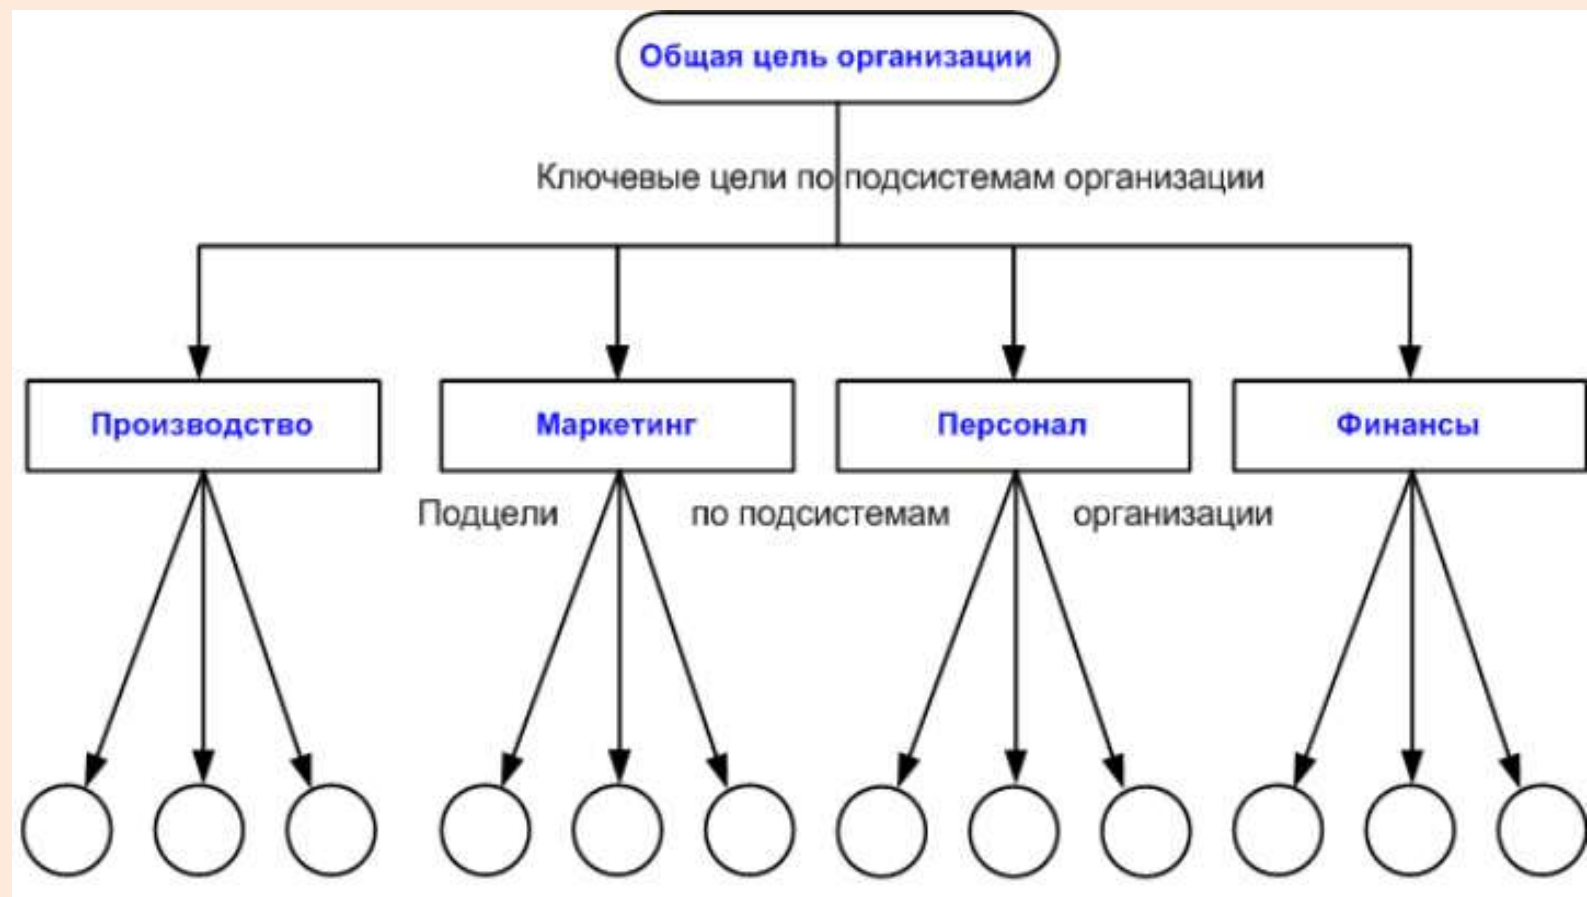 Общая цель организации
Ключевые цели по подсистемам организации
Производство
Маркетинг
Персонал
Финансы
Подцели по подсистемам организации